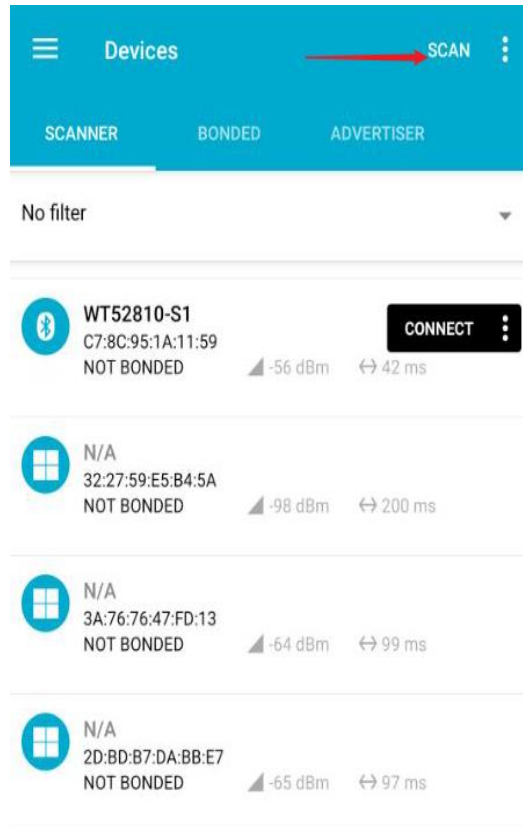 Devices SCAN
SCANNER BONDED ADVERTISER
No filter
WT52810-S1
CONNECT
C7:8C:95:1A:11:59
NOT BONDED -56 dBm 42 ms
N/A
32:27:59:E5:B4:5A
NOT BONDED -98 dBm 200 ms
N/A
3A:76:76:47:FD:13
NOT BONDED -64 dBm 99 ms
N/A
2D:BD:B7:DA:BB:E7
NOT BONDED -65 dBm 97 ms